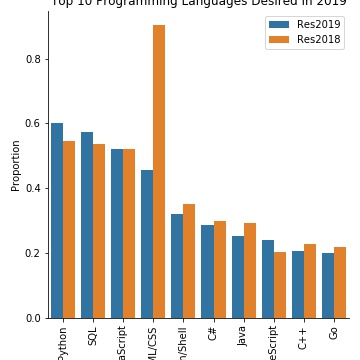 Top 10 Programming Languages Desired in 2019
Res2019
Res2018
Proportion
0.8
0.6
0.4
0.2
0.0
Python
SQL
aScript
ML/CSS
h/Shell
C#
Java
eScript
C++
Go